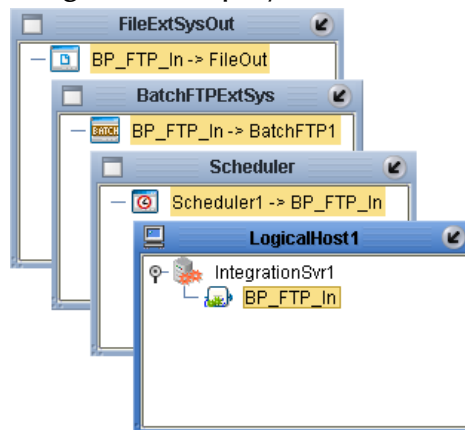 FileExtSysOut
BP_FTP_In -> FileOut
BatchFTPExtSys
BATCH BP_FTP_In -> BatchFTP1
Scheduler
Scheduler1 -> BP_FTP_In
LogicalHost1
IntegrationSvr1
BP_FTP_In